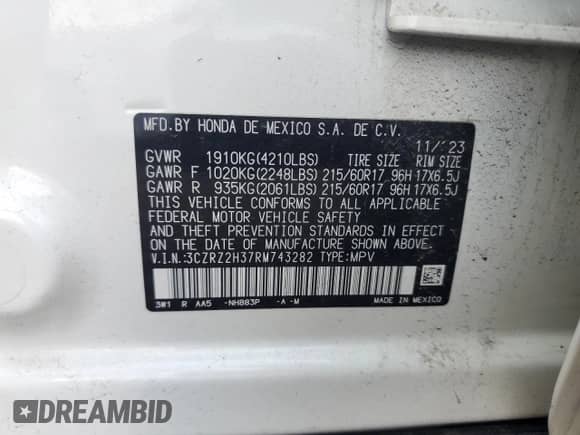 MFD.BY HONDA DE MEXICO S.A. DE C.V.
11/'23
GVWR 1910KG(4210LBS) TIRE SIZE RIM SIZE
GAWR F 1020KG(2248LBS) 215/60R17 96H 17X6.5J
GAWR R 935KG(2061LBS) 215/60R17 96H 17X6.5J
THIS VEHICLE CONFORMS TO ALL APPLICABLE
FEDERAL MOTOR VEHICLE SAFETY
AND THEFT PREVENTION STANDARDS IN EFFECT
ON THE DATE OF MANUFACTURE SHOWN ABOVE.
V.I.N.:3CZRZ2H37RM743282 TYPE:MPV
3W1 R AA5 -NH883P -A -M MADE IN MEXICO
DREAMBID
DREAMBID